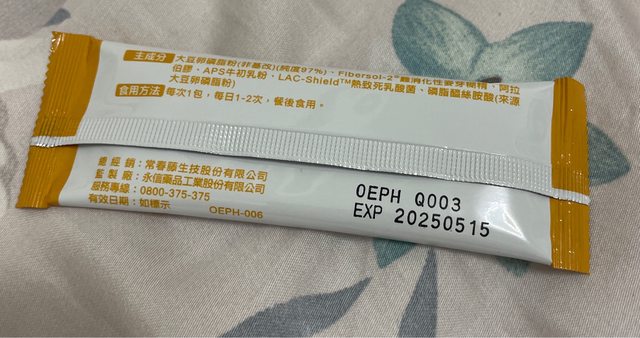 主成分 大豆卵磷脂粉(非基改)(純度97%)、Fibersol-2™難消化性麥芽糊精、阿拉
伯膠、APS牛初乳粉、LAC-Shield™熱致死乳酸菌、磷脂醯絲胺酸(來源
大豆卵磷脂粉)
食用方法 每次1包,每日1-2次,餐後食用。
總經銷:常春藤生技股份有限公司
監製廠:永信藥品工業股份有限公司
服務專線:0800-375-375
有效日期:如標示
OEPH-006
OEPH Q003
EXP 20250515